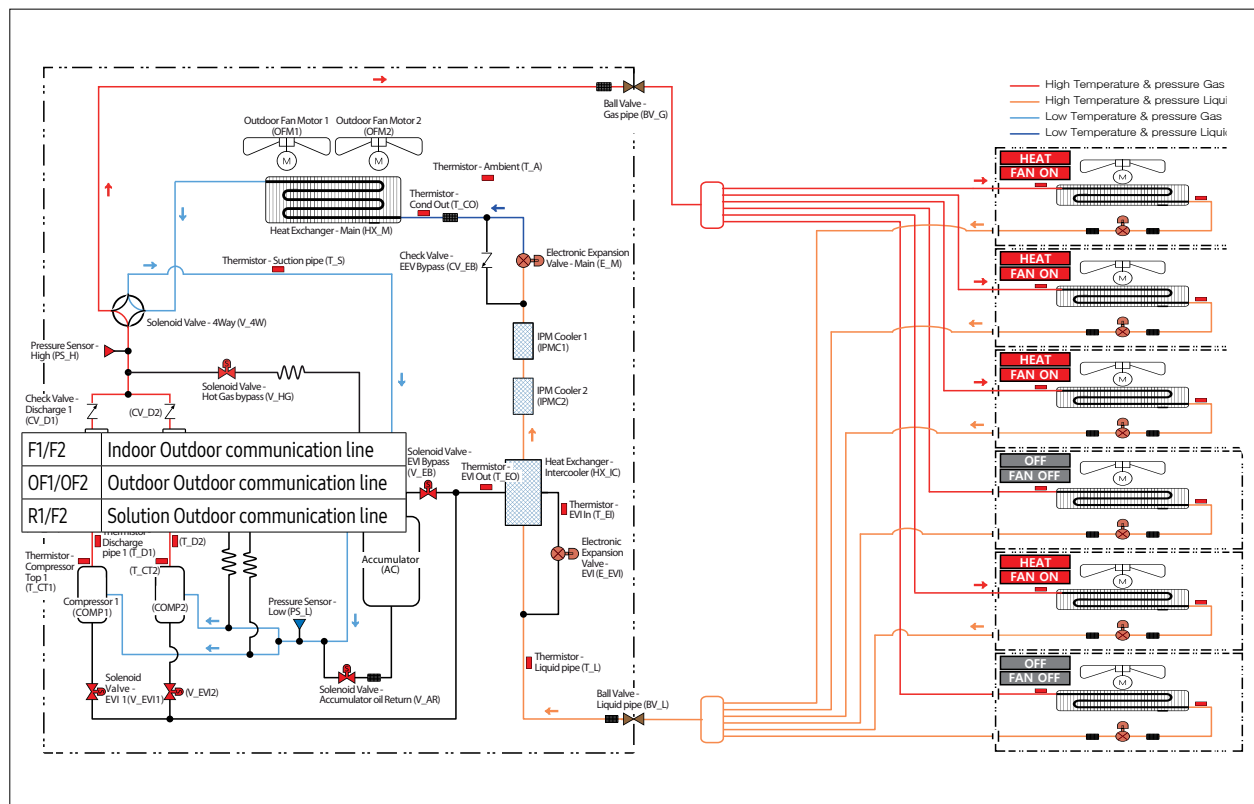 High Temperature & pressure Gas
High Temperature & pressure Liqui
Low Temperature & pressure Gas
Low Temperature & pressure Liquid
Ball Valve -
Gas pipe (BV_G)
Outdoor Fan Motor 1
(OFM1)
Outdoor Fan Motor 2
(OFM2)
M
M
Thermistor - Ambient (T_A)
Thermistor -
Cond Out (T_CO)
Heat Exchanger - Main (HX_M)
Check Valve -
EEV Bypass (CV_EB)
Electronic Expansion
Valve - Main (E_M)
Thermistor - Suction pipe (T_S)
Solenoid Valve - 4Way (V_4W)
Pressure Sensor -
High (PS_H)
S
Solenoid Valve -
Hot Gas bypass (V_HG)
IPM Cooler 1
(IPMC1)
IPM Cooler 2
(IPMC2)
Check Valve -
Discharge 1
(CV_D1)
(CV_D2)
F1/F2 Indoor Outdoor communication line
OF1/OF2 Outdoor Outdoor communication line
R1/F2 Solution Outdoor communication line
Solenoid Valve -
EVI Bypass
(V_EB)
S
Thermistor -
EVI Out (T_EO)
Heat Exchanger -
Intercooler (HX_IC)
Thermistor -
EVI In (T_EI)
Electronic
Expansion
Valve -
EVI (E_EVI)
Thermistor
Discharge
pipe 1 (T_D1)
(T_D2)
Thermistor-
Compressor
Top 1
(T_CT1)
(T_CT2)
Compressor 1
(COMP1)
(COMP2)
Accumulator
(AC)
Pressure Sensor -
Low (PS_L)
Thermistor -
Liquid pipe (T_L)
Solenoid
Valve -
EVI 1(V_EVI1)
(V_EVI2)
S
Solenoid Valve -
Accumulator oil Return (V_AR)
Ball Valve -
Liquid pipe (BV_L)
HEAT
FAN ON
M
HEAT
FAN ON
M
HEAT
FAN ON
M
OFF
FAN OFF
M
HEAT
FAN ON
M
OFF
FAN OFF
M